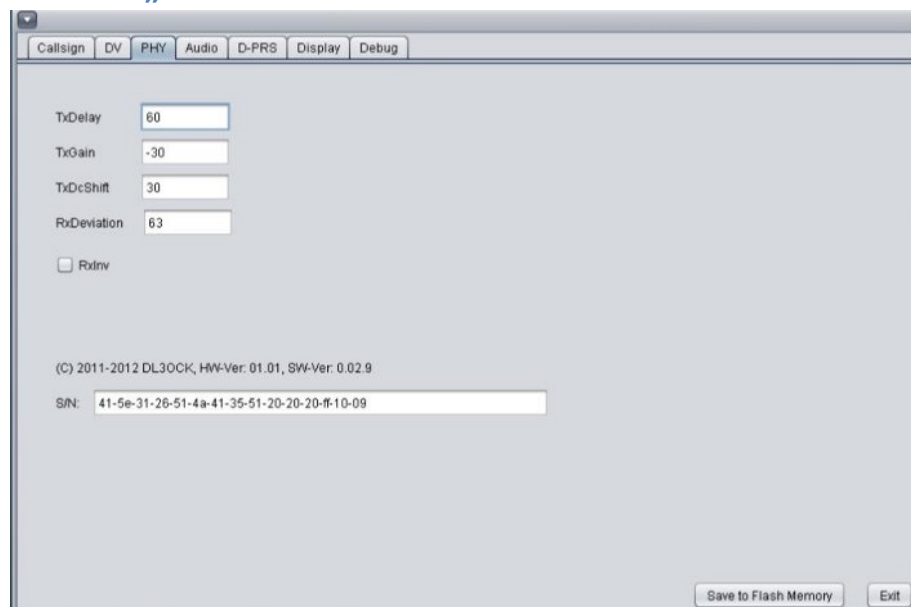 Callsign DV PHY Audio D-PRS Display Debug
TxDelay 60
TxGain -30
TxDcShift 30
RxDeviation 63
RxInv
(C) 2011-2012 DL3OCK, HW-Ver: 01.01, SW-Ver: 0.02.9
S/N: 41-5e-31-26-51-4a-41-35-51-20-20-20-ff-10-09
Save to Flash Memory Exit